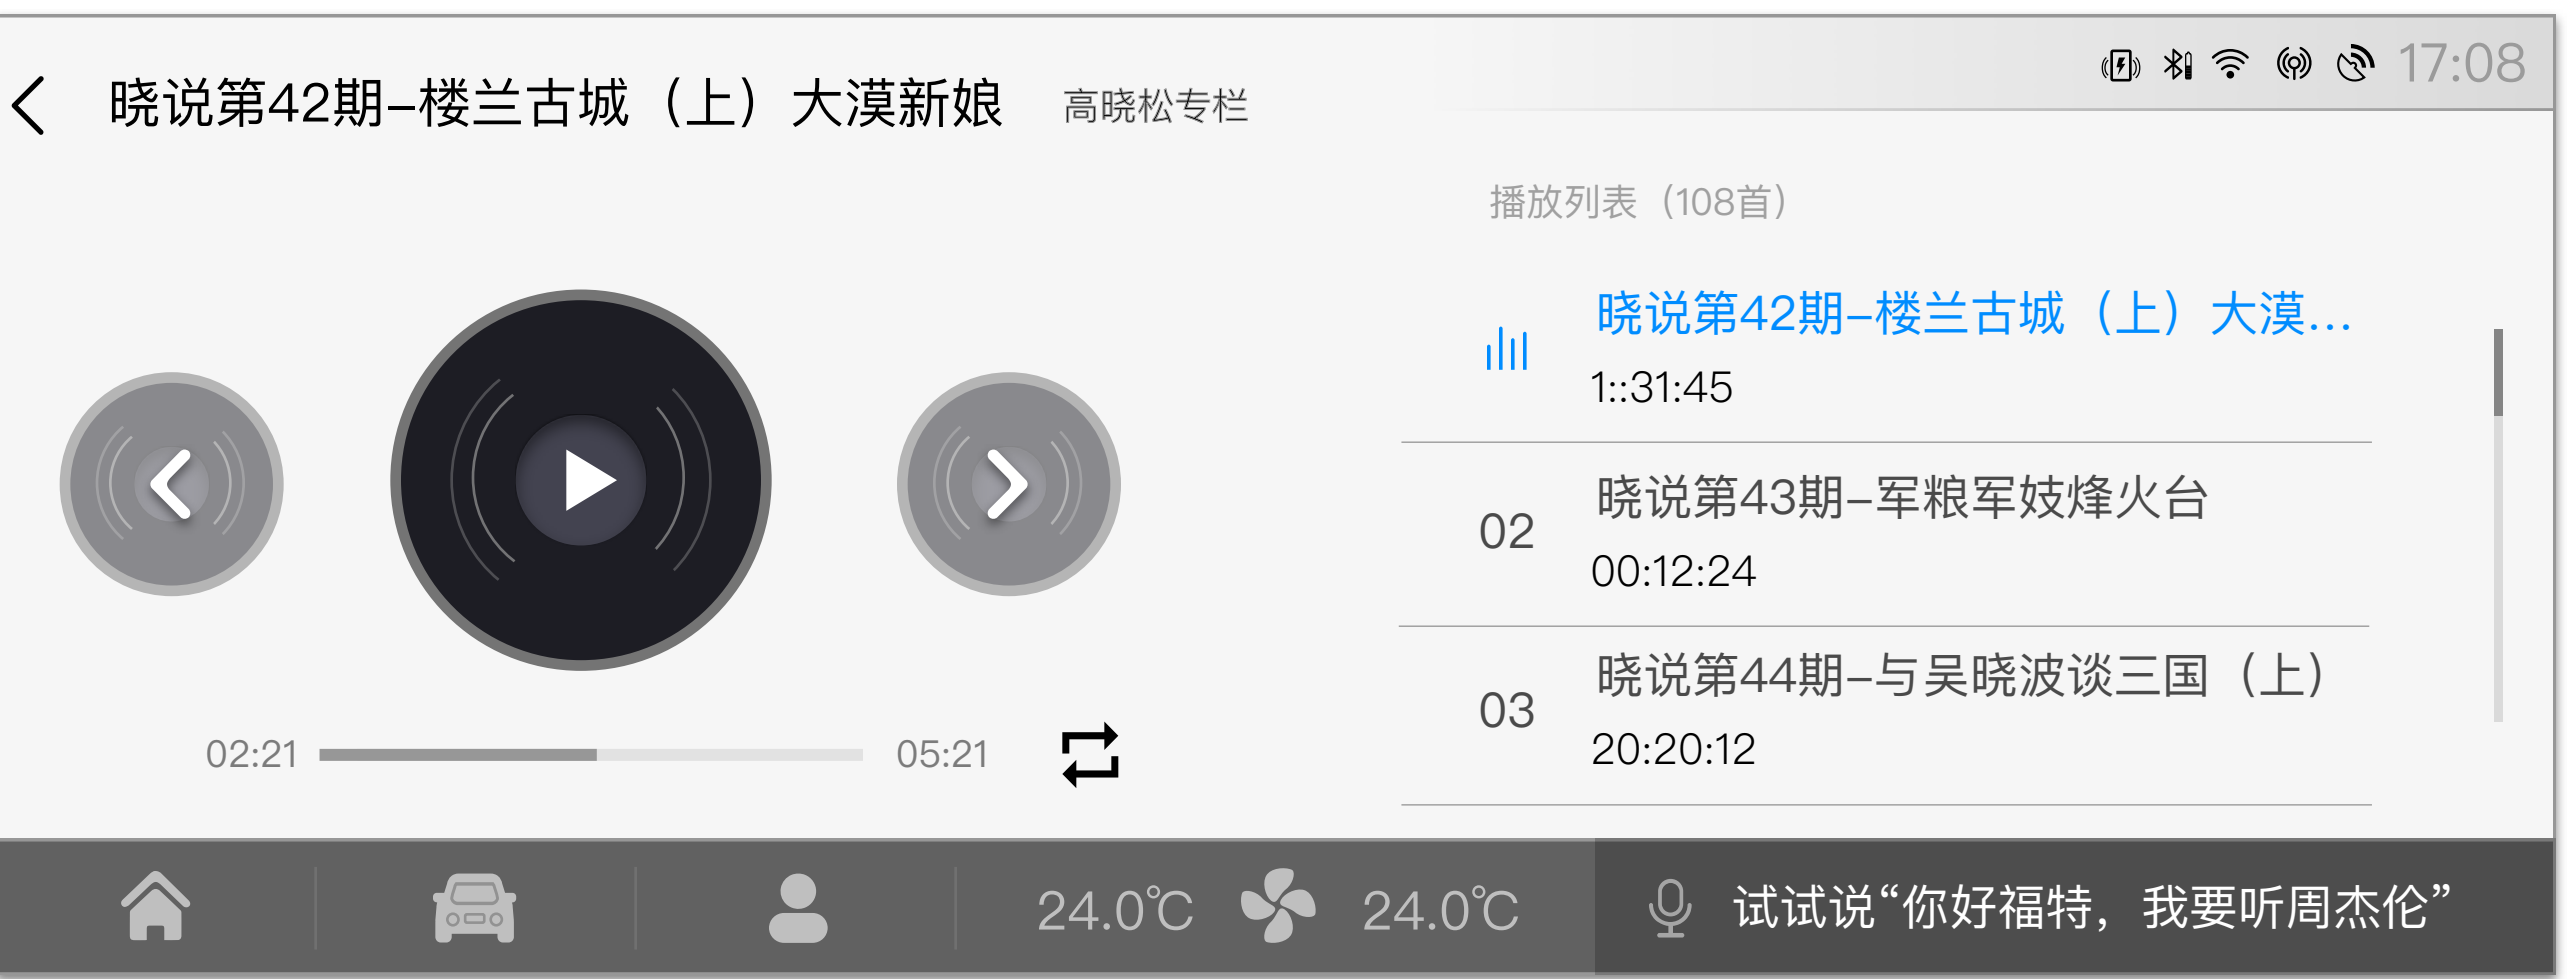 晓说第42期–楼兰古城（上）大漠新娘 高晓松专栏
17:08
播放列表（108首）
晓说第42期–楼兰古城（上）大漠...
1::31:45
02
晓说第43期–军粮军妓烽火台
00:12:24
03
晓说第44期–与吴晓波谈三国（上）
20:20:12
02:21
05:21
24.0℃
24.0℃
试试说“你好福特，我要听周杰伦”